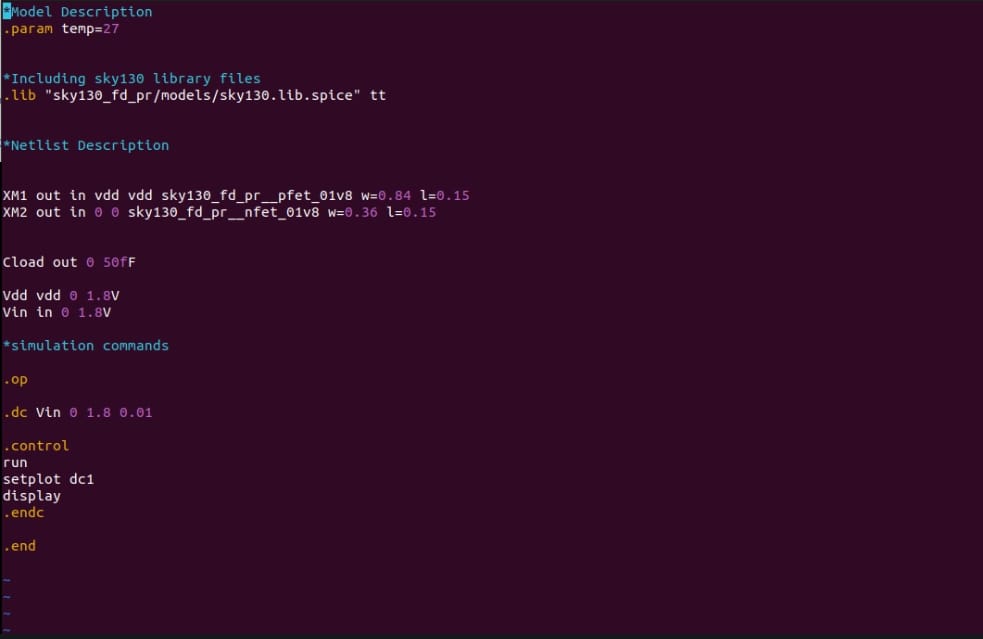 *Model Description
.param temp=27
*Including sky130 library files
.lib "sky130_fd_pr/models/sky130.lib.spice" tt
*Netlist Description
XM1 out in vdd vdd sky130_fd_pr__pfet_01v8 w=0.84 l=0.15
XM2 out in 0 0 sky130_fd_pr__nfet_01v8 w=0.36 l=0.15
Cload out 0 50fF
Vdd vdd 0 1.8V
Vin in 0 1.8V
*simulation commands
.op
.dc Vin 0 1.8 0.01
.control
run
setplot dc1
display
.endc
.end
~
~
~
~